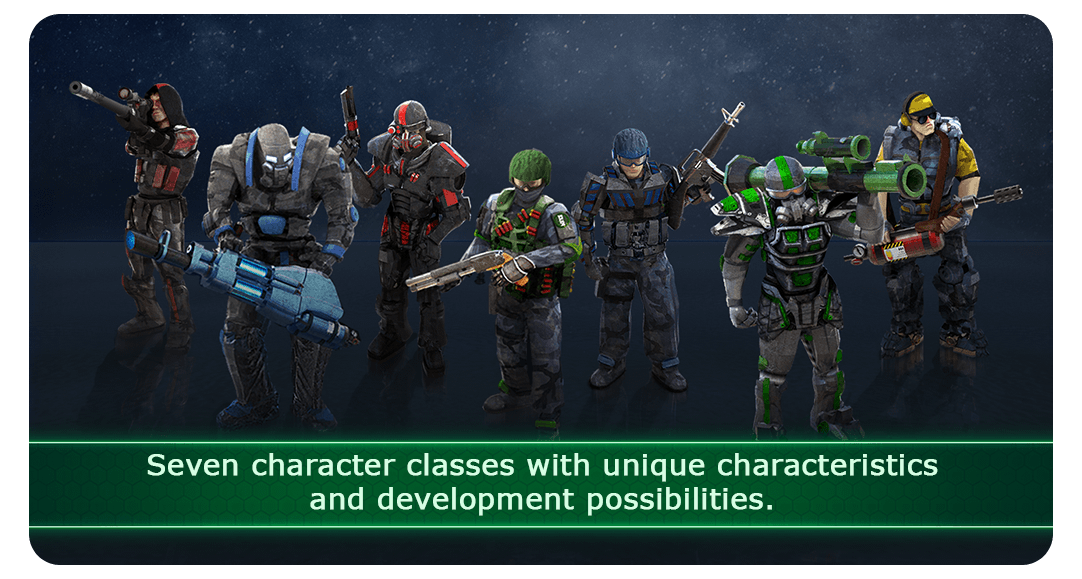 Seven character classes with unique characteristics
and development possibilities.